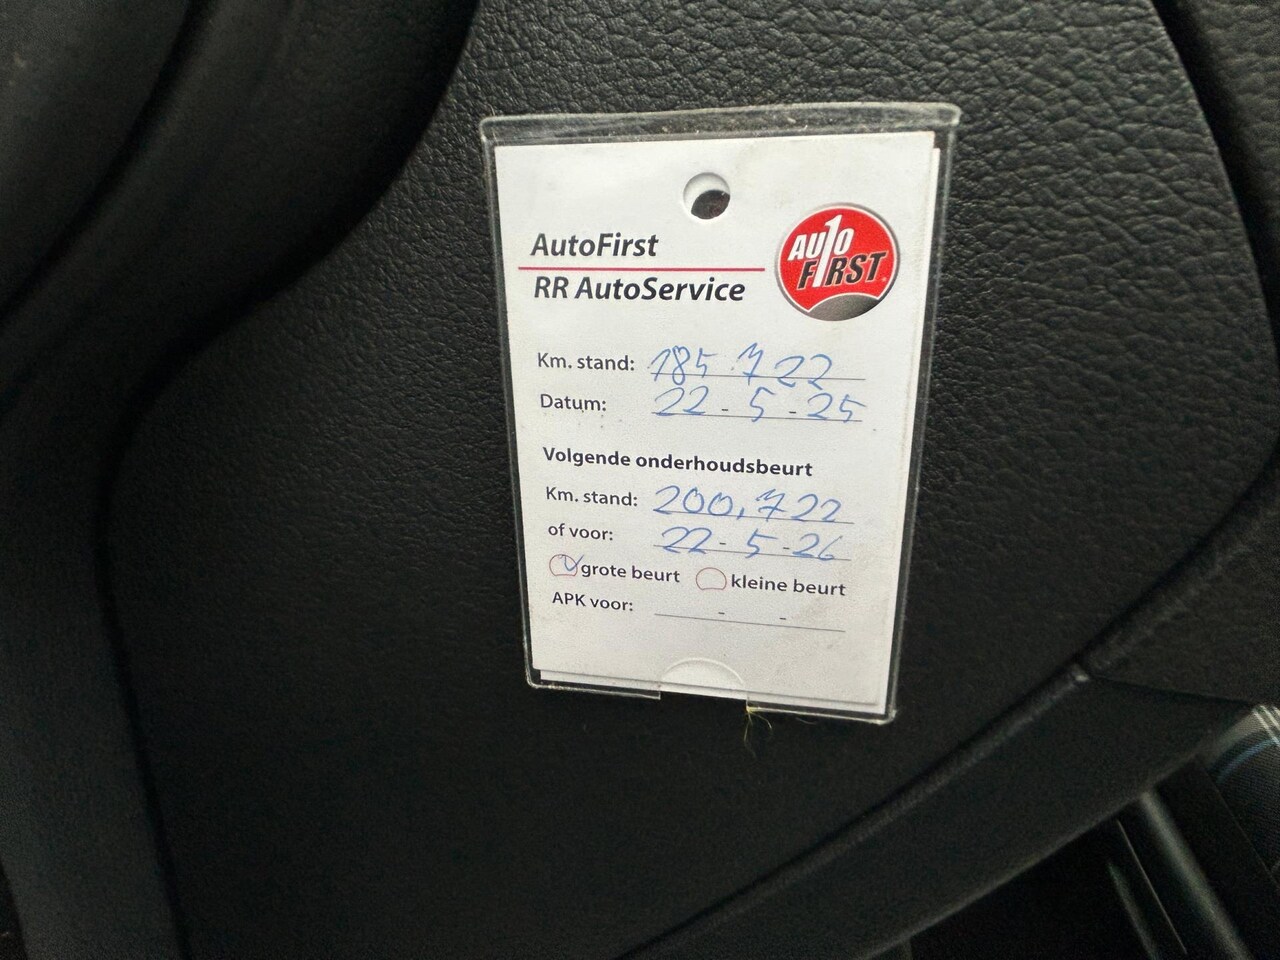 AutoFirst
RR AutoService
AUTO
FIRST
Km. stand: 185.722
Datum: 22 - 5 - 25
Volgende onderhoudsbeurt
Km. stand: 200.722
of voor: 22 - 5 - 26
grote beurt kleine beurt
APK voor: - -